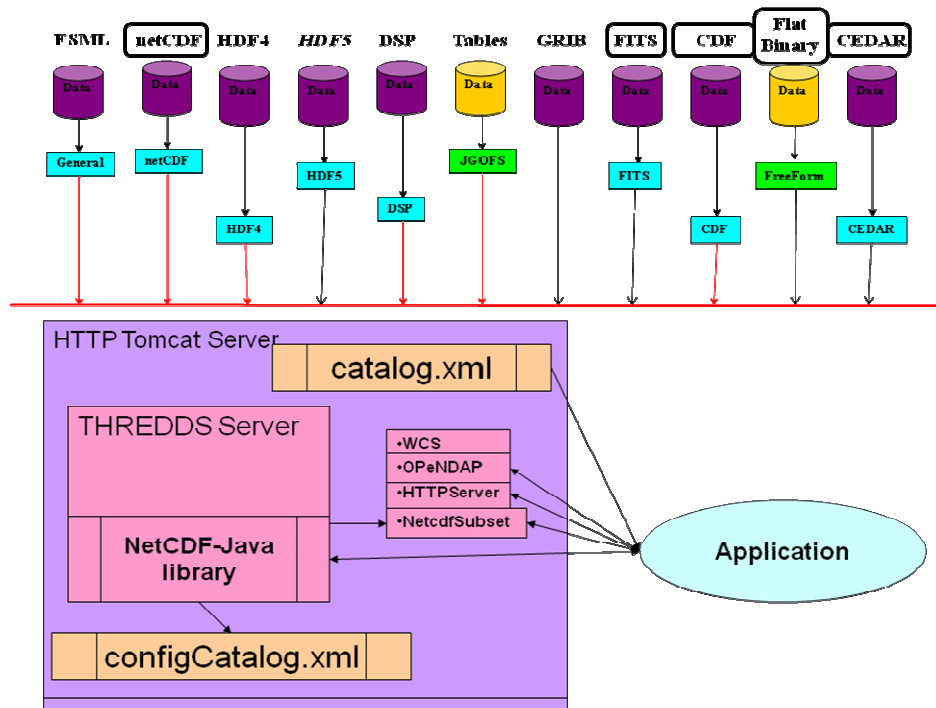 ESML netCDF HDF4 HDF5 DSP Tables GRIB FITS CDF Flat Binary CEDAR
Data Data Data Data Data Data Data Data Data Data Data
General netCDF JGOFS
HDF5 FITS FreeForm
DSP
HDF4 CDF CEDAR
HTTP Tomcat Server
catalog.xml
THREDDS Server
•WCS
•OPeNDAP
•HTTPServer
•NetcdfSubset
NetCDF-Java
library
Application
configCatalog.xml